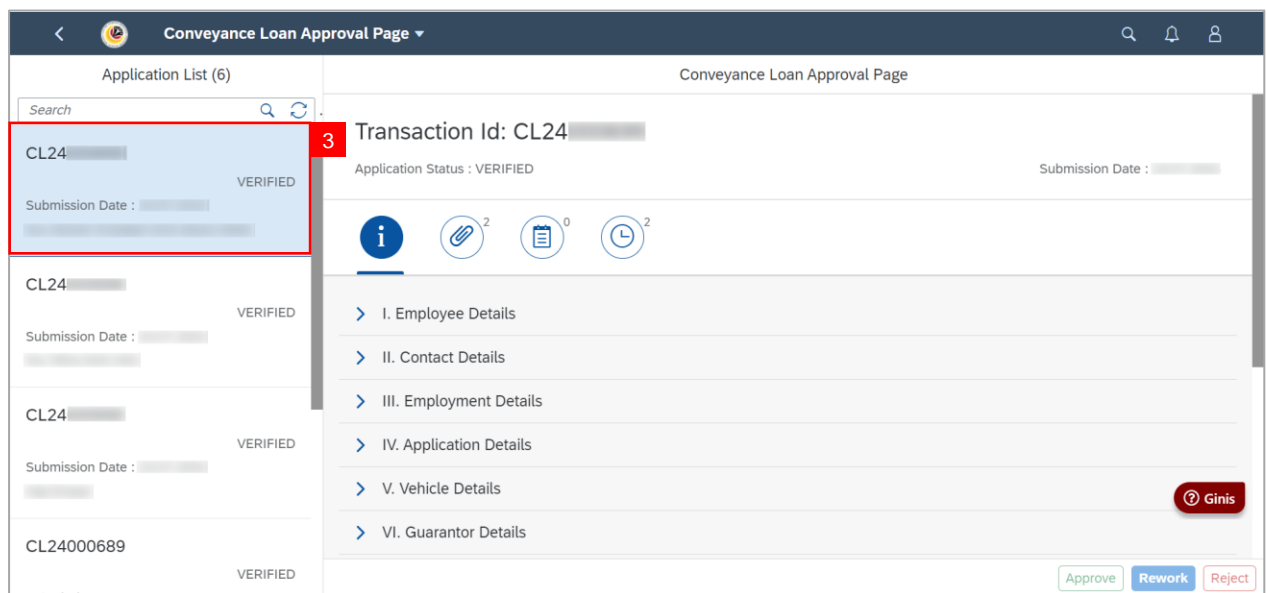 Conveyance Loan Approval Page
Application List (6)
Search
CL24
VERIFIED
Submission Date :
CL24
VERIFIED
Submission Date :
CL24
VERIFIED
Submission Date :
CL24000689
VERIFIED
3
Conveyance Loan Approval Page
Transaction Id: CL24
Application Status : VERIFIED
Submission Date :
i
2
0
2
I. Employee Details
II. Contact Details
III. Employment Details
IV. Application Details
V. Vehicle Details
VI. Guarantor Details
? Ginis
Approve Rework Reject